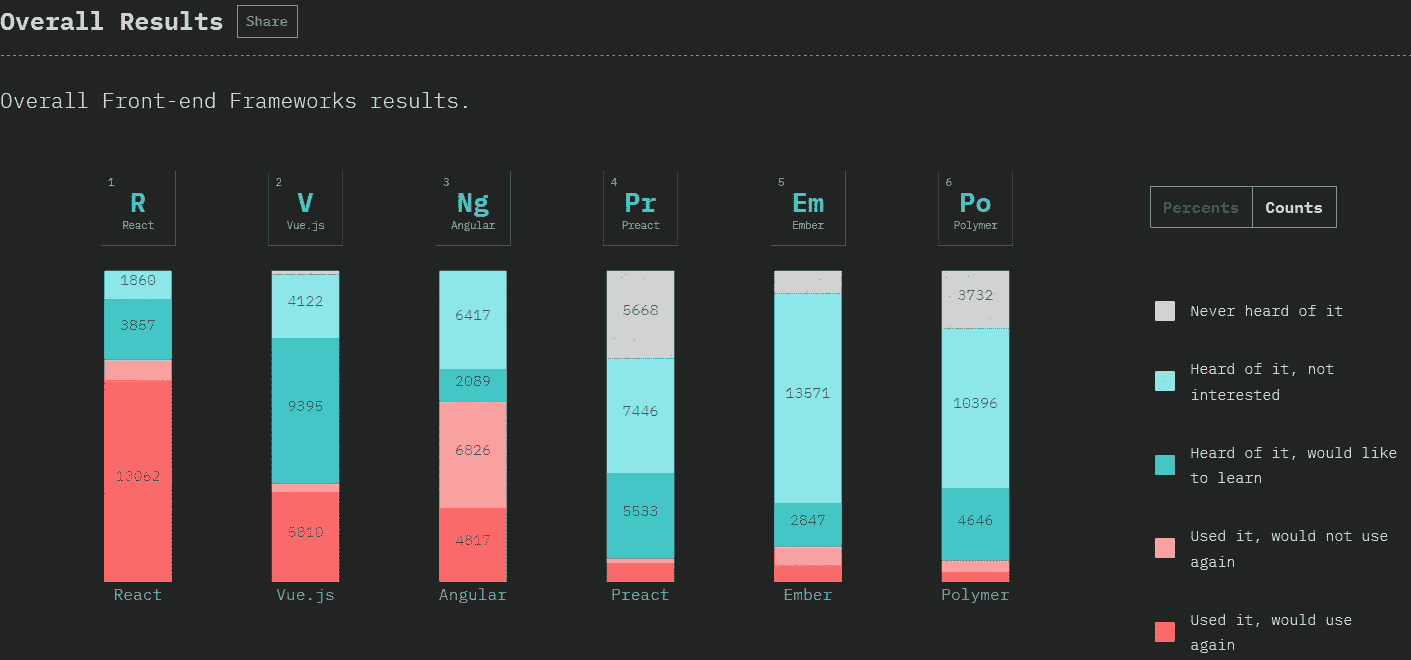 Overall Results
Share
Overall Front-end Frameworks results.
1
R
React
2
V
Vue.js
3
Ng
Angular
4
Pr
Preact
5
Em
Ember
6
Po
Polymer
Percents
Counts
1860
3857
13062
4122
9395
5810
6417
2089
6826
4817
5668
7446
5533
13571
2847
3732
10396
4646
React
Vue.js
Angular
Preact
Ember
Polymer
Never heard of it
Heard of it, not
interested
Heard of it, would like
to learn
Used it, would not use
again
Used it, would use
again